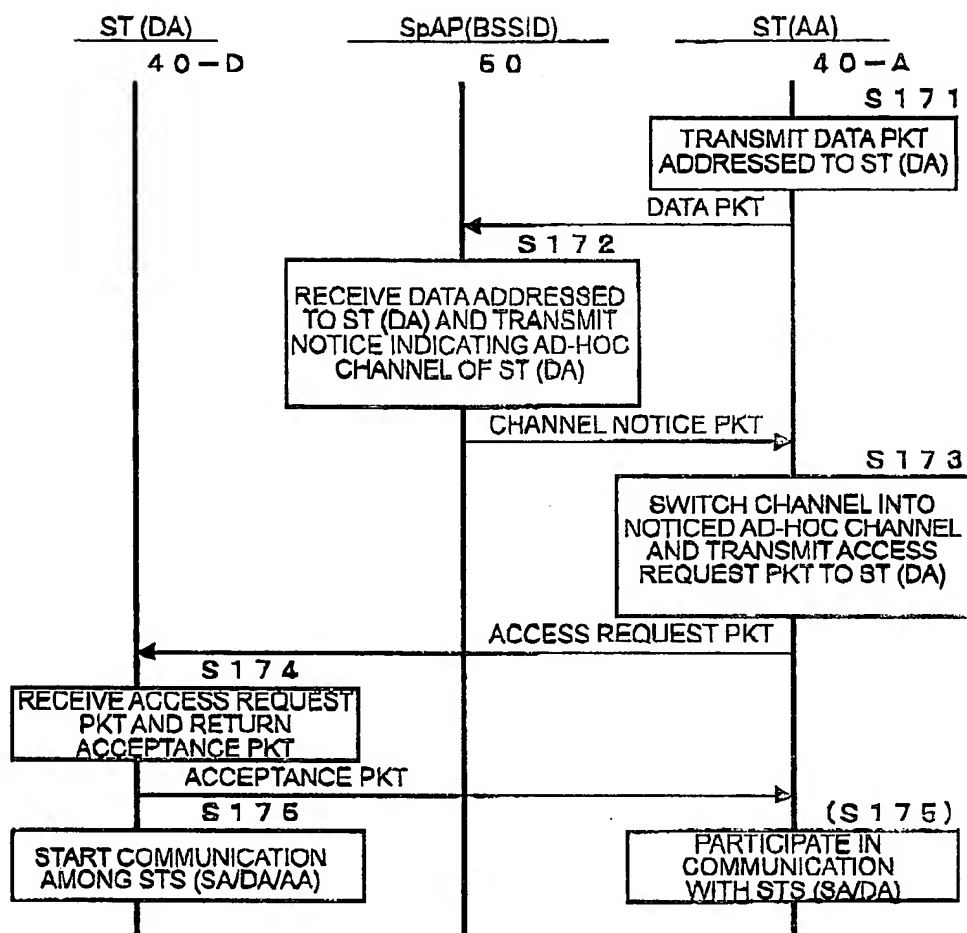 ST (DA)
SpAP(BSSID)
ST(AA)
40-D
60
40-A
S171
TRANSMIT DATA PKT
ADDRESSED TO ST (DA)
DATA PKT
S172
RECEIVE DATA ADDRESSED
TO ST (DA) AND TRANSMIT
NOTICE INDICATING AD-HOC
CHANNEL OF ST (DA)
CHANNEL NOTICE PKT
S173
SWITCH CHANNEL INTO
NOTICED AD-HOC CHANNEL
AND TRANSMIT ACCESS
REQUEST PKT TO ST (DA)
ACCESS REQUEST PKT
S174
RECEIVE ACCESS REQUEST
PKT AND RETURN
ACCEPTANCE PKT
ACCEPTANCE PKT
S175
START COMMUNICATION
AMONG STS (SA/DA/AA)
(S175)
PARTICIPATE IN
COMMUNICATION
WITH STS (SA/DA)